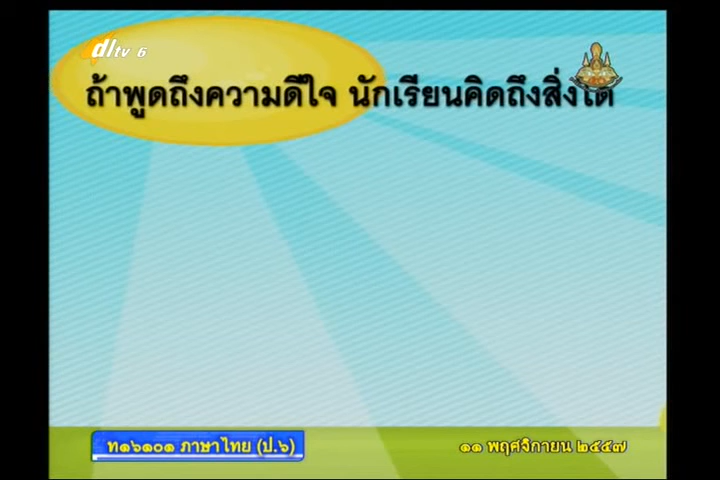 dltv 6
ถ้าพูดถึงความดีใจ นักเรียนคิดถึงสิ่งใด
ท๑๖๑๐๑ ภาษาไทย (ป.๖)
๑๑ พฤศจิกายน ๒๕๕๗